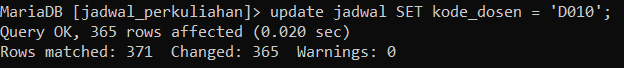 MariaDB [jadwal_perkuliahan]> update jadwal SET kode_dosen = 'D010';
Query OK, 365 rows affected (0.020 sec)
Rows matched: 371  Changed: 365  Warnings: 0